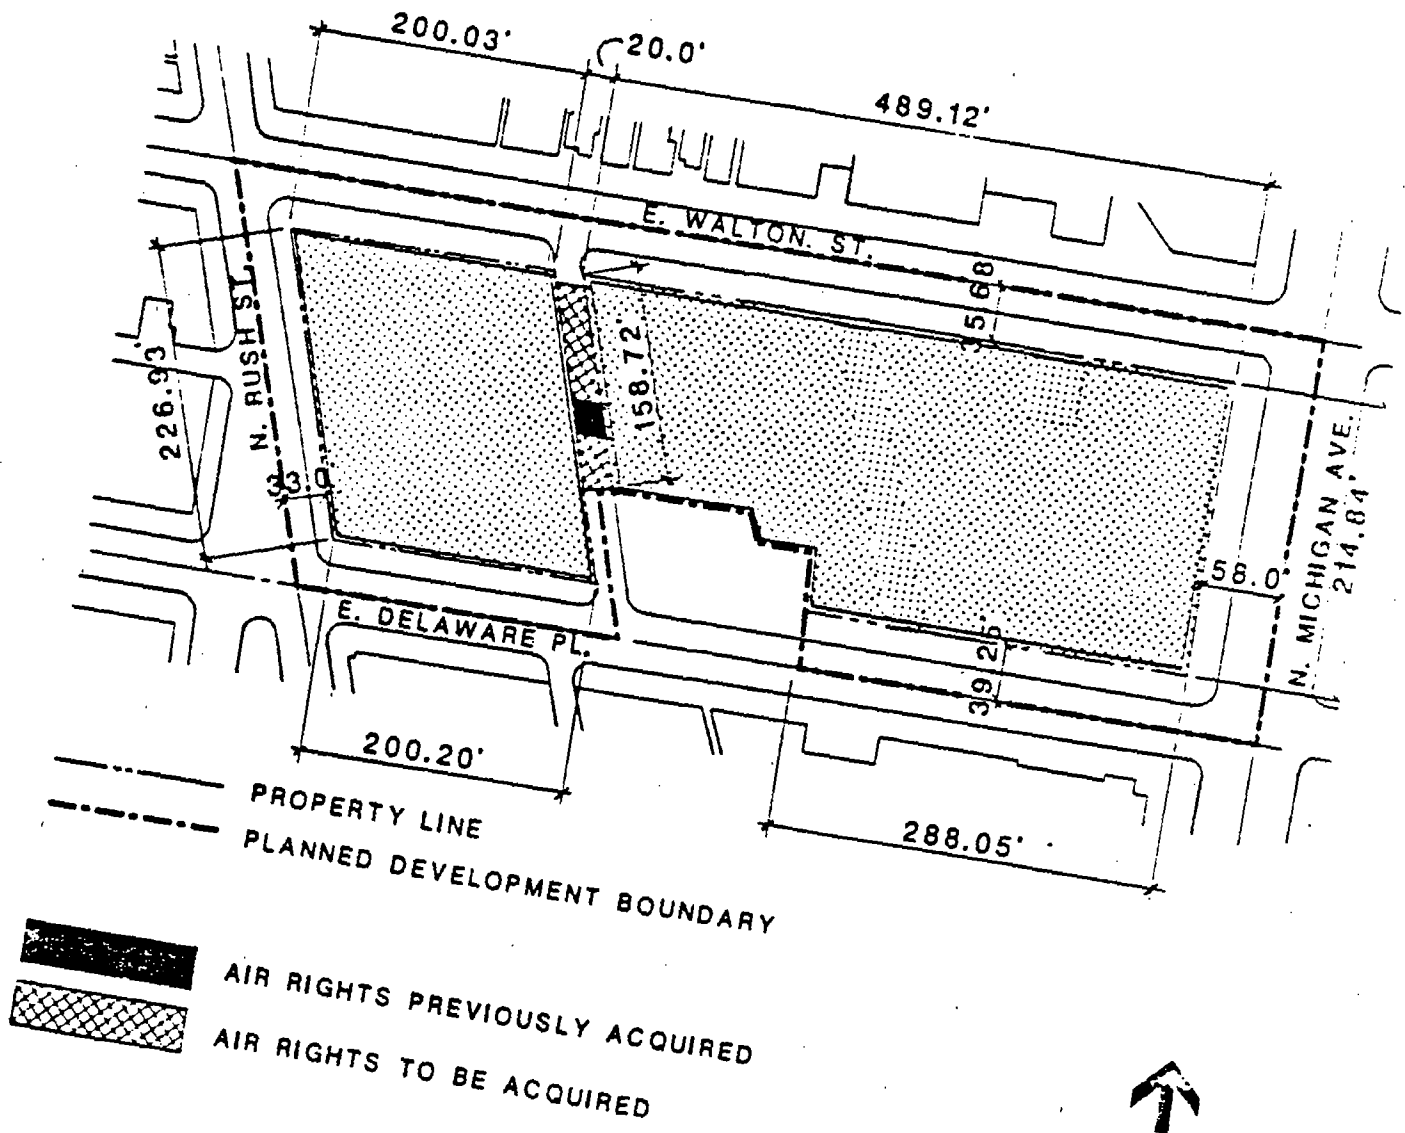 200.03'
20.0'
489.12'
E. WALTON. ST.
35.68
N. RUSH ST.
226.93'
158.72'
33.0
N. MICHIGAN AVE.
214.84'
58.0'
E. DELAWARE PL.
39.25'
200.20'
288.05'
PROPERTY LINE
PLANNED DEVELOPMENT BOUNDARY
AIR RIGHTS PREVIOUSLY ACQUIRED
AIR RIGHTS TO BE ACQUIRED